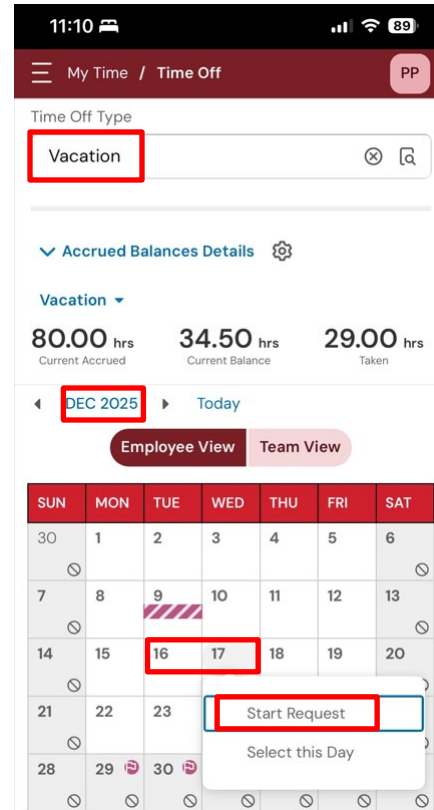 11:10 89
My Time / Time Off PP
Time Off Type
Vacation
Accrued Balances Details
Vacation
80.00 hrs 34.50 hrs 29.00 hrs
Current Accrued Current Balance Taken
DEC 2025 Today
Employee View Team View
SUN MON TUE WED THU FRI SAT
30 1 2 3 4 5 6
7 8 9 10 11 12 13
14 15 16 17 18 19 20
21 22 23
Start Request
Select this Day
28 29 30